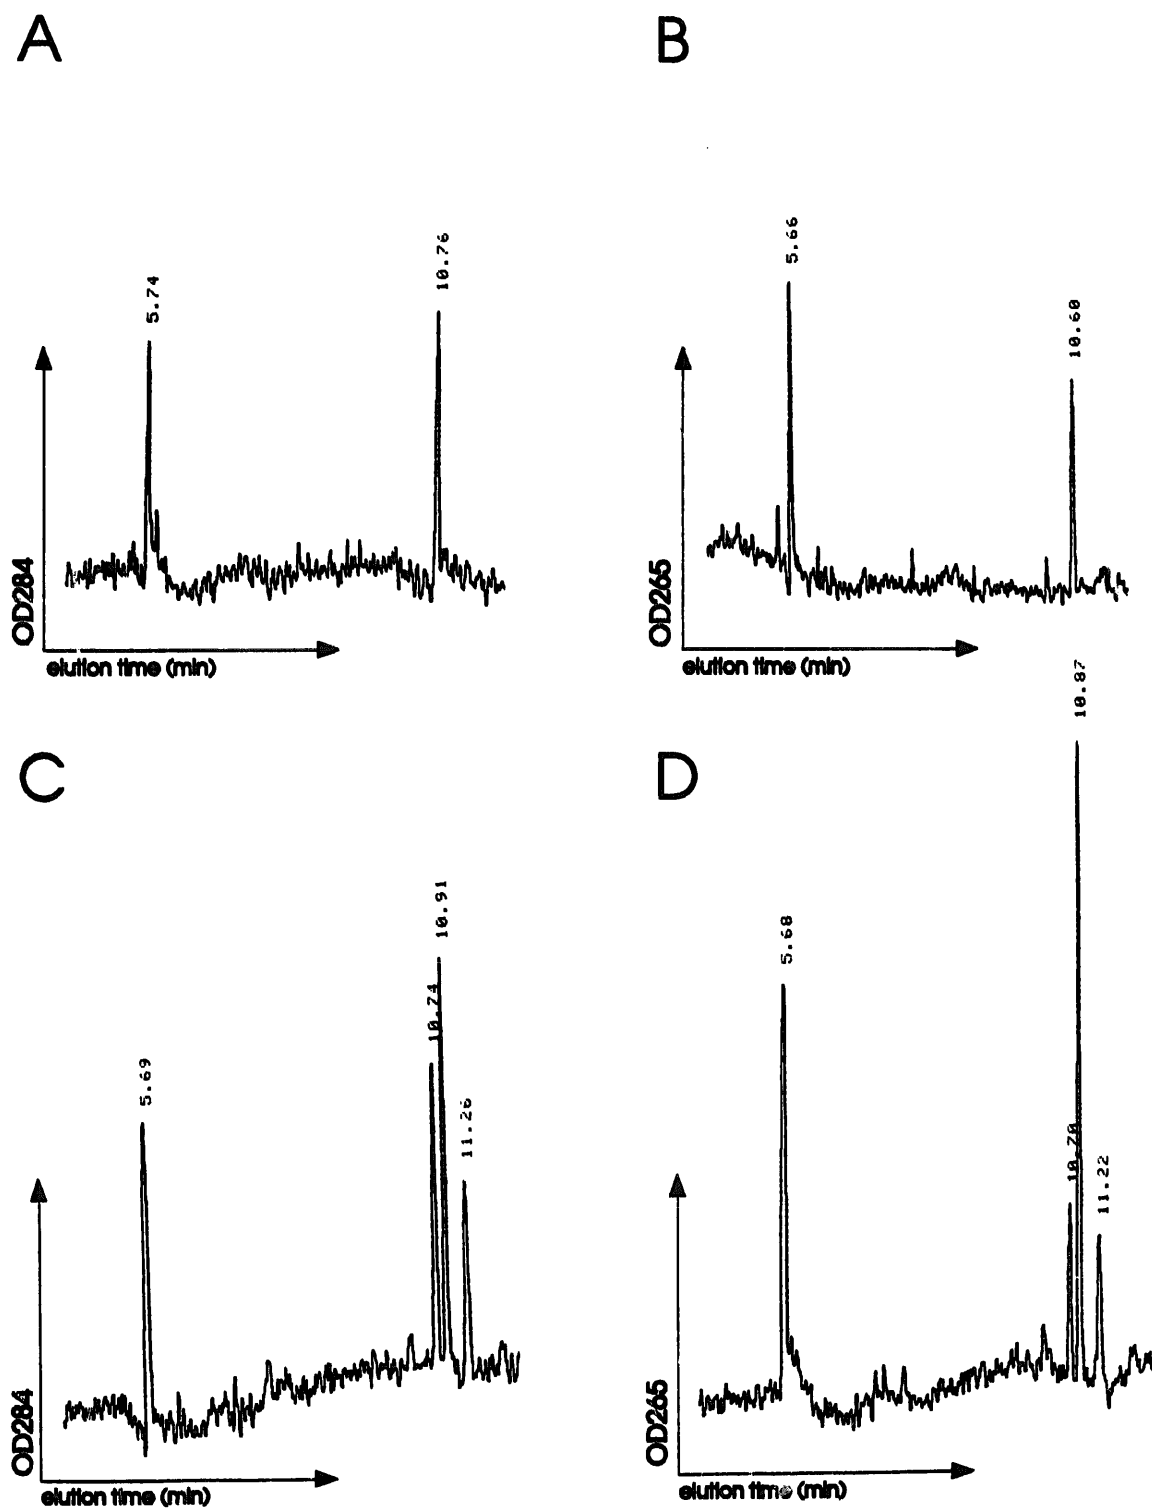 A
B
5.74
10.76
5.66
10.60
OD284
elution time (min)
OD265
elution time (min)
C
D
5.69
10.74
10.91
11.26
5.68
10.70
10.87
11.22
OD284
elution time (min)
OD265
elution time (min)